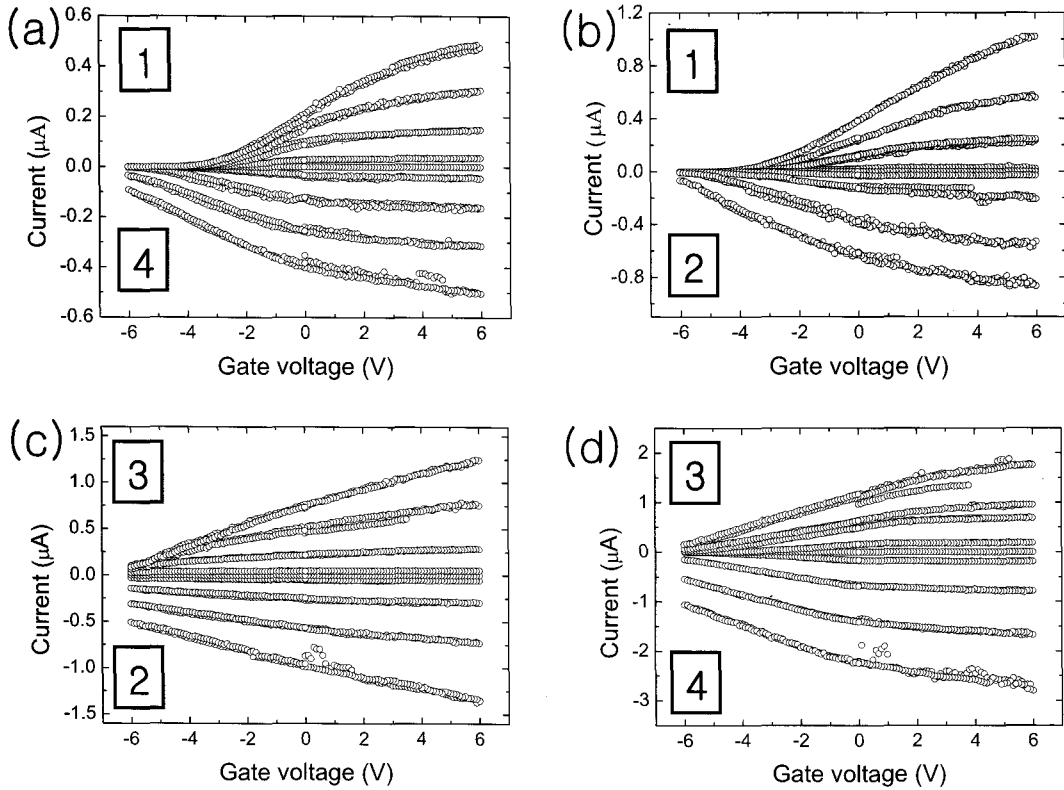 (a)
1
4
0.6
0.4
0.2
0.0
-0.2
-0.4
-0.6
Current (μA)
-6 -4 -2 0 2 4 6
Gate voltage (V)
(b)
1
2
1.2
0.8
0.4
0.0
-0.4
-0.8
Current (μA)
-6 -4 -2 0 2 4 6
Gate voltage (V)
(c)
3
2
1.5
1.0
0.5
0.0
-0.5
-1.0
-1.5
Current (μA)
-6 -4 -2 0 2 4 6
Gate voltage (V)
(d)
3
4
2
1
0
-1
-2
-3
Current (μA)
-6 -4 -2 0 2 4 6
Gate voltage (V)